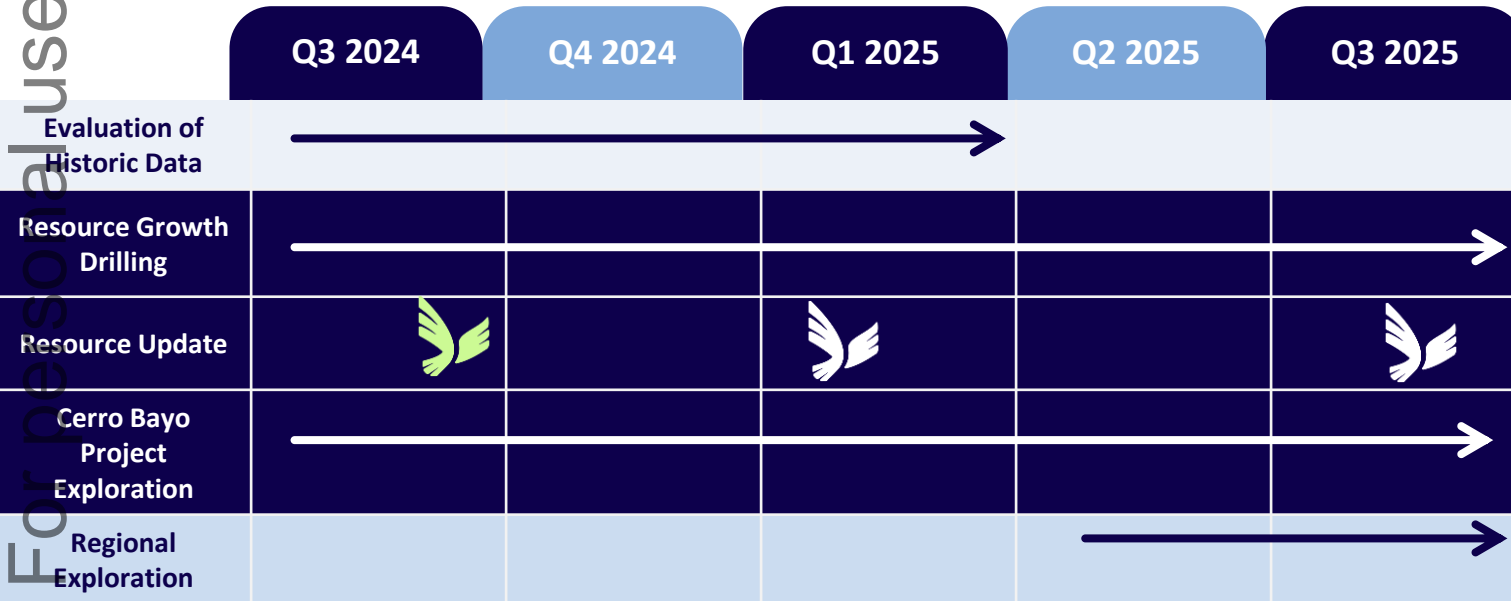 Q3 2024
Q4 2024
Q1 2025
Q2 2025
Q3 2025
Evaluation of
Historic Data
Resource Growth
Drilling
Resource Update
Cerro Bayo
Project
Exploration
Regional
Exploration
For personal use